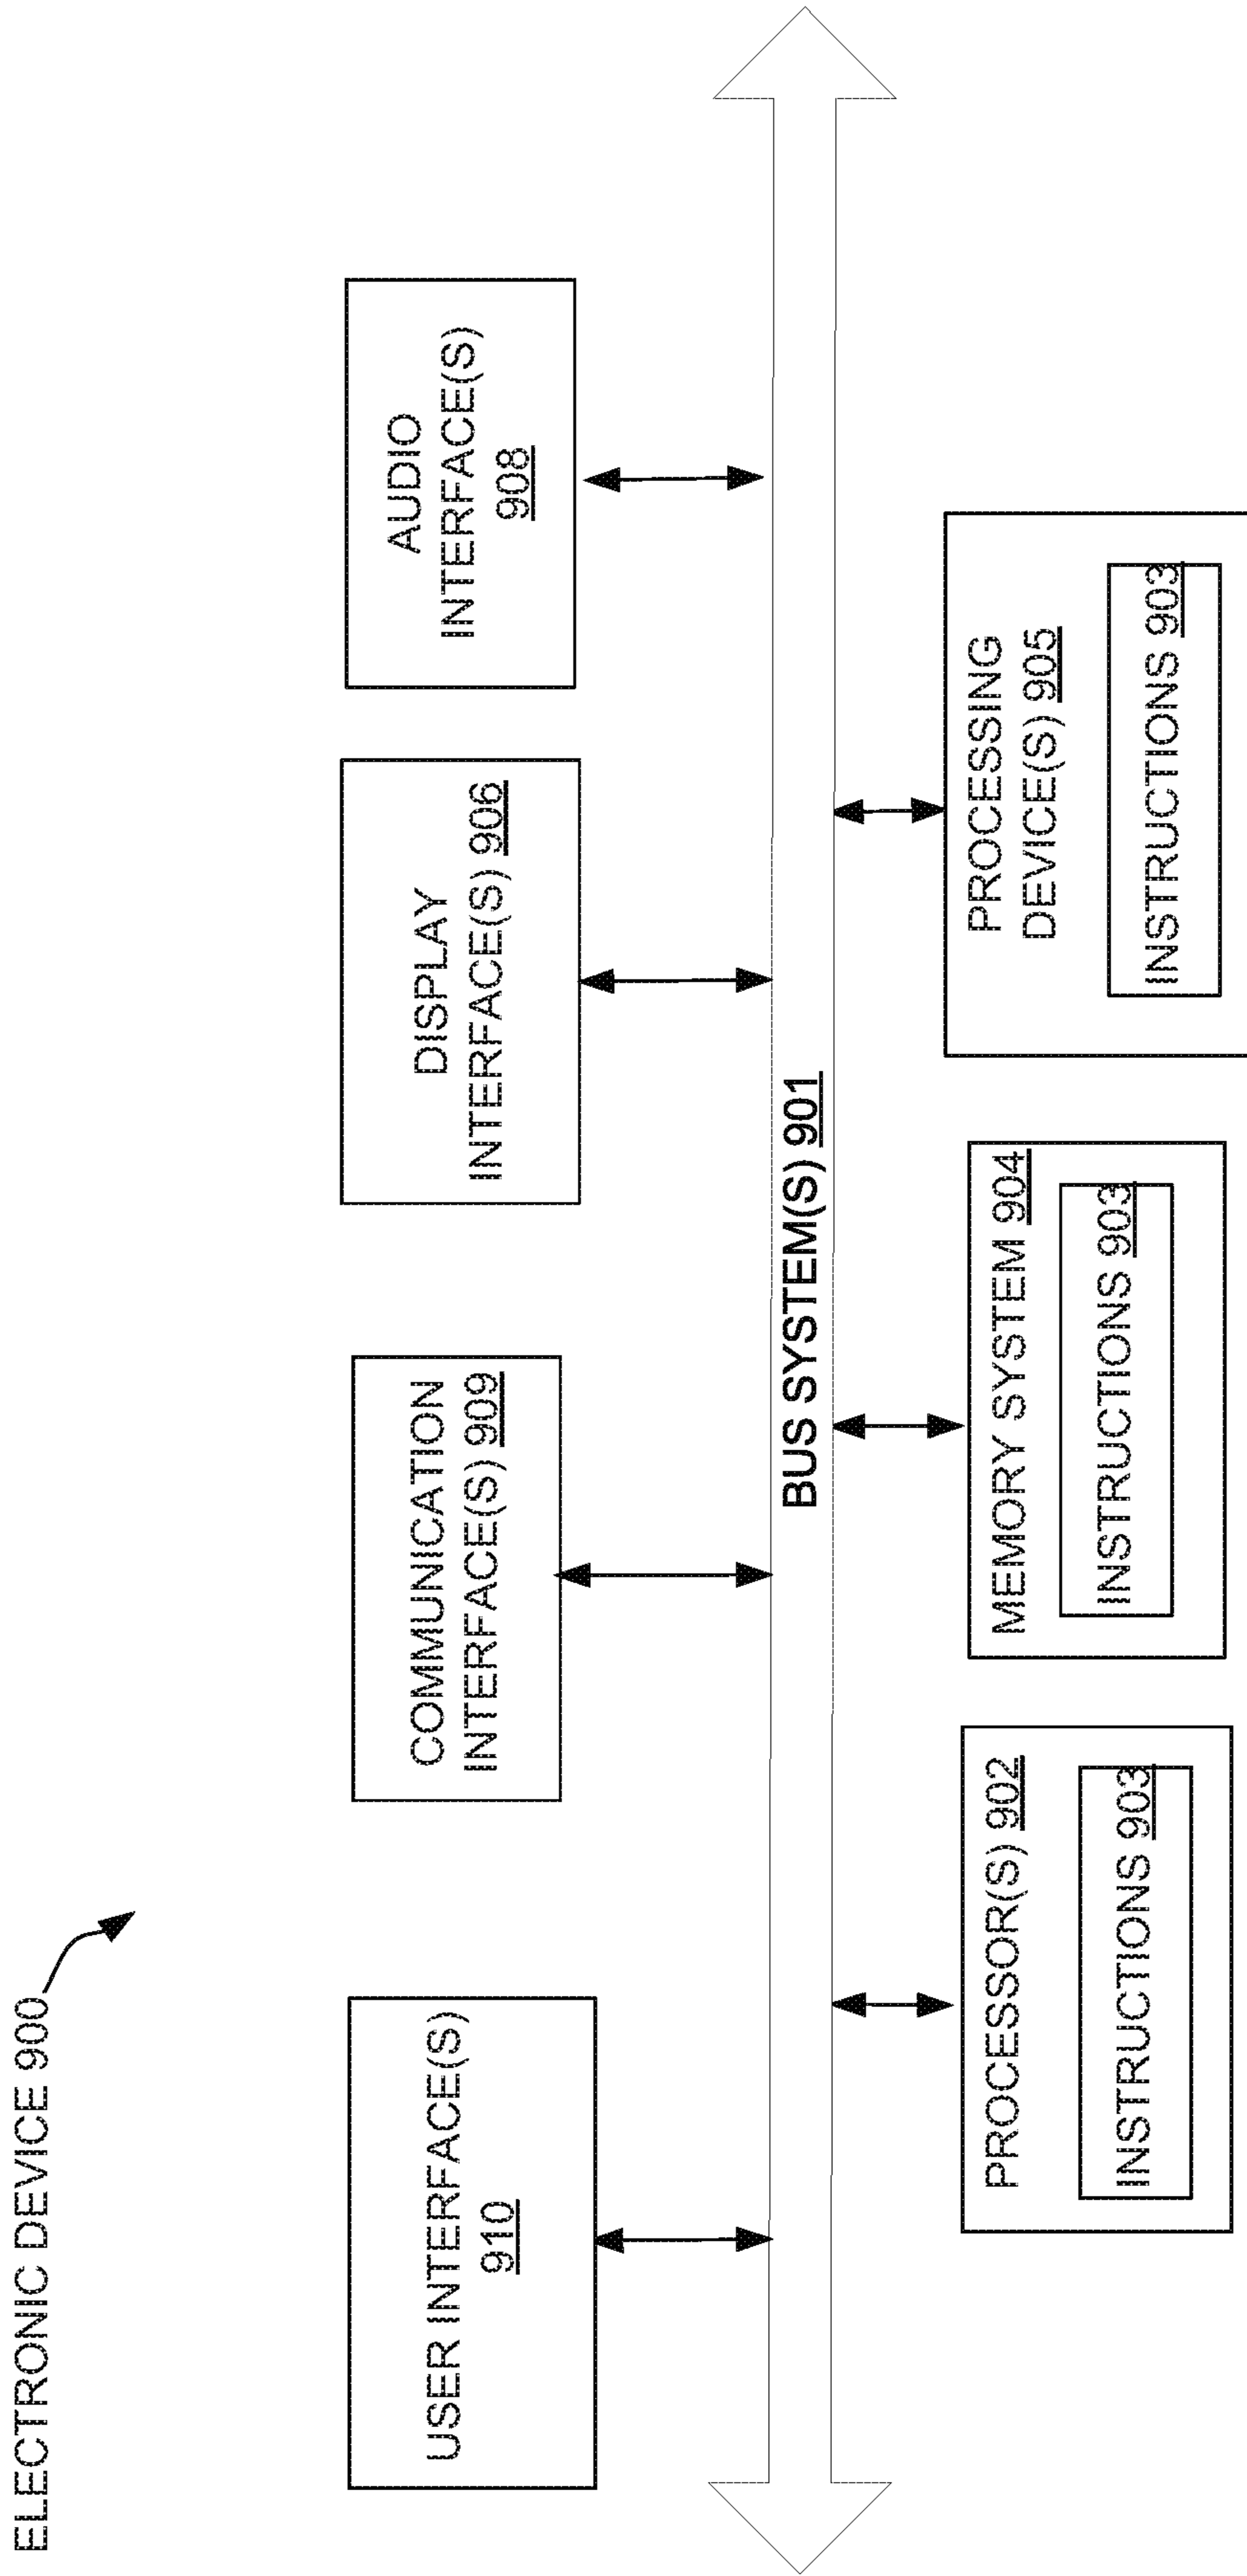 ELECTRONIC DEVICE 900
USER INTERFACE(S)
910
COMMUNICATION
INTERFACE(S) 909
DISPLAY
INTERFACE(S) 906
AUDIO
INTERFACE(S)
908
BUS SYSTEM(S) 901
PROCESSOR(S) 902
INSTRUCTIONS 903
MEMORY SYSTEM 904
INSTRUCTIONS 903
PROCESSING
DEVICE(S) 905
INSTRUCTIONS 903